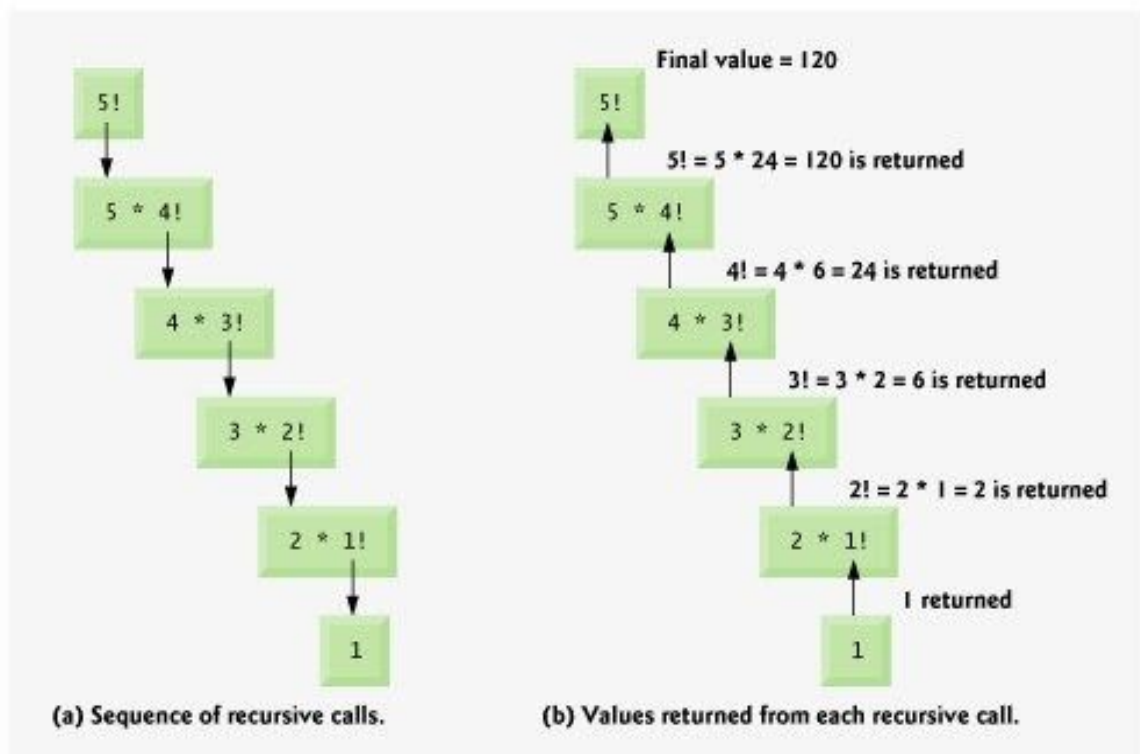 5!
5 * 4!
4 * 3!
3 * 2!
2 * 1!
1
(a) Sequence of recursive calls.
Final value = 120
5!
5! = 5 * 24 = 120 is returned
5 * 4!
4! = 4 * 6 = 24 is returned
4 * 3!
3! = 3 * 2 = 6 is returned
3 * 2!
2! = 2 * 1 = 2 is returned
2 * 1!
1 returned
1
(b) Values returned from each recursive call.